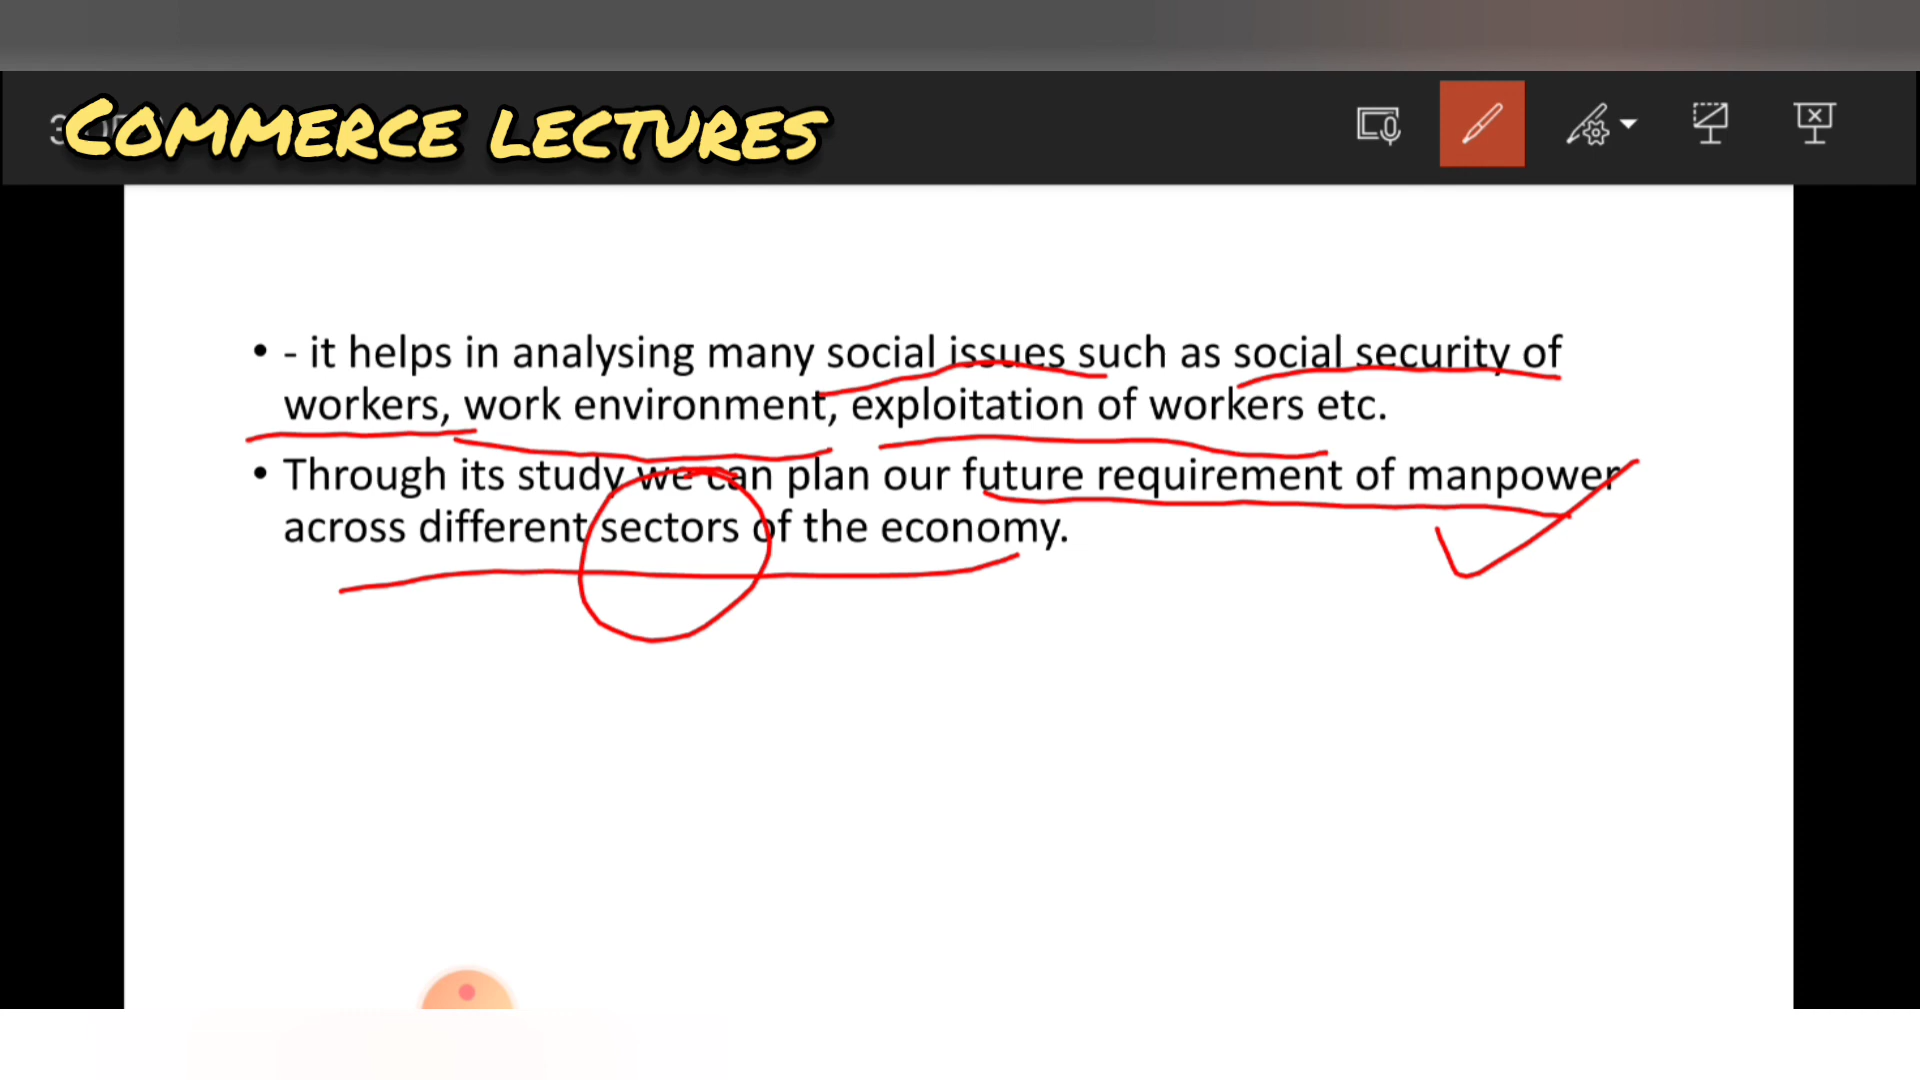 COMMERCE LECTURES
• - it helps in analysing many social issues such as social security of
workers, work environment, exploitation of workers etc.
• Through its study we can plan our future requirement of manpower
across different sectors of the economy.